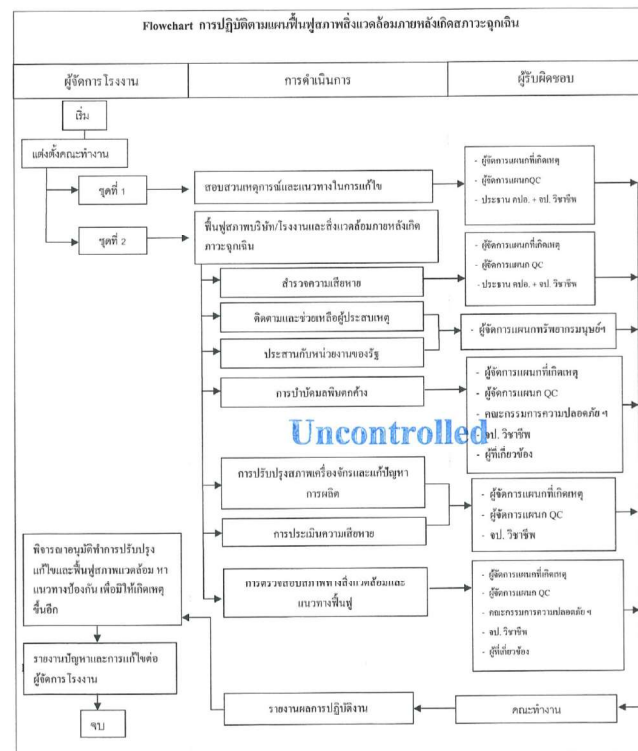 Flowchart การปฏิบัติตามแผนฟื้นฟูสภาพสิ่งแวดล้อมภายหลังเกิดสภาวะฉุกเฉิน
ผู้จัดการโรงงาน
การดำเนินการ
ผู้รับผิดชอบ
เริ่ม
แต่งตั้งคณะทำงาน
ชุดที่ 1
สอบสวนเหตุการณ์และแนวทางในการแก้ไข
- ผู้จัดการแผนกที่เกิดเหตุ
- ผู้จัดการแผนกQC
- ประธาน คปอ. + จป. วิชาชีพ
ชุดที่ 2
ฟื้นฟูสภาพบริษัท/โรงงานและสิ่งแวดล้อมภายหลังเกิด
ภาวะฉุกเฉิน
สำรวจความเสียหาย
- ผู้จัดการแผนกที่เกิดเหตุ
- ผู้จัดการแผนก QC
- ประธาน คปอ. + จป. วิชาชีพ
ติดตามและช่วยเหลือผู้ประสบเหตุ
ประสานกับหน่วยงานของรัฐ
- ผู้จัดการแผนกทรัพยากรมนุษย์ฯ
การบำบัดมลพิษตกค้าง
- ผู้จัดการแผนกที่เกิดเหตุ
- ผู้จัดการแผนก QC
- คณะกรรมการความปลอดภัย ฯ
- จป. วิชาชีพ
- ผู้ที่เกี่ยวข้อง
Uncontrolled
การปรับปรุงสภาพเครื่องจักรและแก้ปัญหา
การผลิต
การประเมินความเสียหาย
- ผู้จัดการแผนกที่เกิดเหตุ
- ผู้จัดการแผนก QC
- จป. วิชาชีพ
พิจารณาอนุมัติทำการปรับปรุง
แก้ไขและฟื้นฟูสภาพแวดล้อม หา
แนวทางป้องกัน เพื่อมิให้เกิดเหตุ
ขึ้นอีก
การตรวจสอบสภาพทางสิ่งแวดล้อมและ
แนวทางฟื้นฟู
- ผู้จัดการแผนกที่เกิดเหตุ
- ผู้จัดการแผนก QC
- คณะกรรมการความปลอดภัย ฯ
- จป. วิชาชีพ
- ผู้ที่เกี่ยวข้อง
รายงานปัญหาและการแก้ไขต่อ
ผู้จัดการโรงงาน
รายงานผลการปฏิบัติงาน
คณะทำงาน
จบ